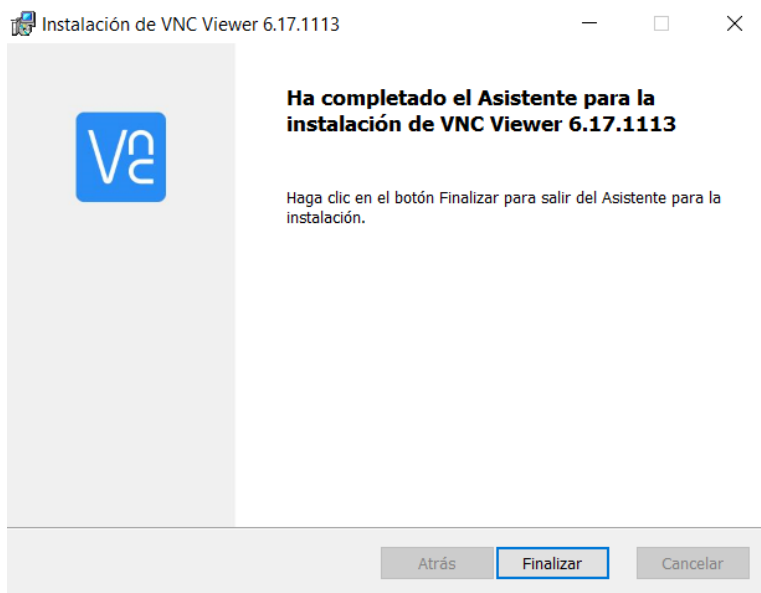 Instalación de VNC Viewer 6.17.1113
Vnc
Ha completado el Asistente para la
instalación de VNC Viewer 6.17.1113
Haga clic en el botón Finalizar para salir del Asistente para la
instalación.
Atrás Finalizar Cancelar